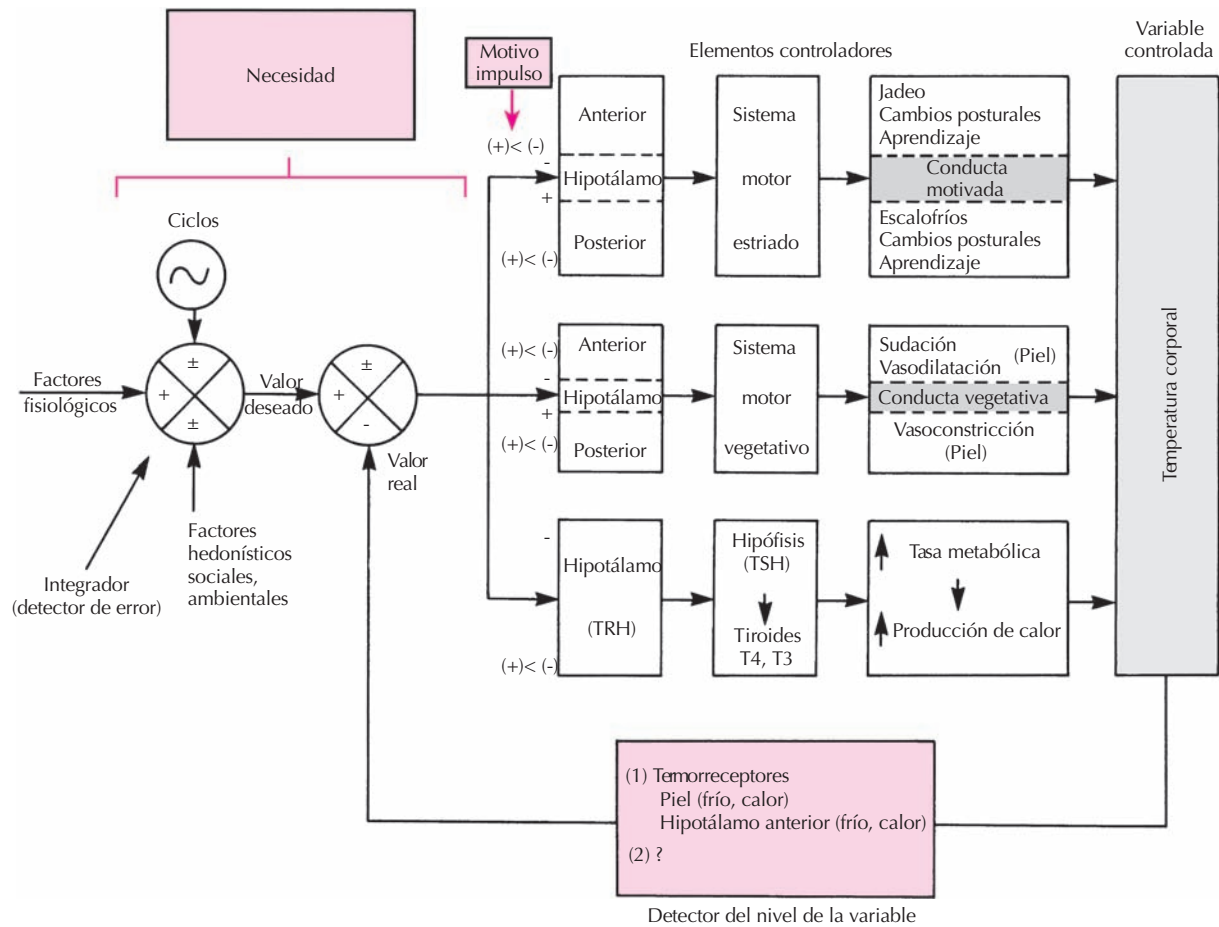 Variable
controlada
Necesidad
Motivo
impulso
Elementos controladores
Anterior
Hipotálamo
Posterior
(+)< (-)
-
+
(+)< (-)
Sistema
motor
estriado
Jadeo
Cambios posturales
Aprendizaje
Conducta
motivada
Escalofríos
Cambios posturales
Aprendizaje
Ciclos
±
+
±
Factores
fisiológicos
Valor
deseado
±
+
-
Valor
real
Integrador
(detector de error)
Factores
hedonísticos
sociales,
ambientales
(+)< (-)
-
+
(+)< (-)
Anterior
Hipotálamo
Posterior
Sistema
motor
vegetativo
Sudación
Vasodilatación (Piel)
Conducta vegetativa
Vasoconstricción
(Piel)
-
Hipotálamo
(TRH)
(+)< (-)
Hipófisis
(TSH)
Tiroides
T4, T3
Tasa metabólica
Producción de calor
Temperatura corporal
(1) Termorreceptores
Piel (frío, calor)
Hipotálamo anterior (frío, calor)
(2) ?
Detector del nivel de la variable